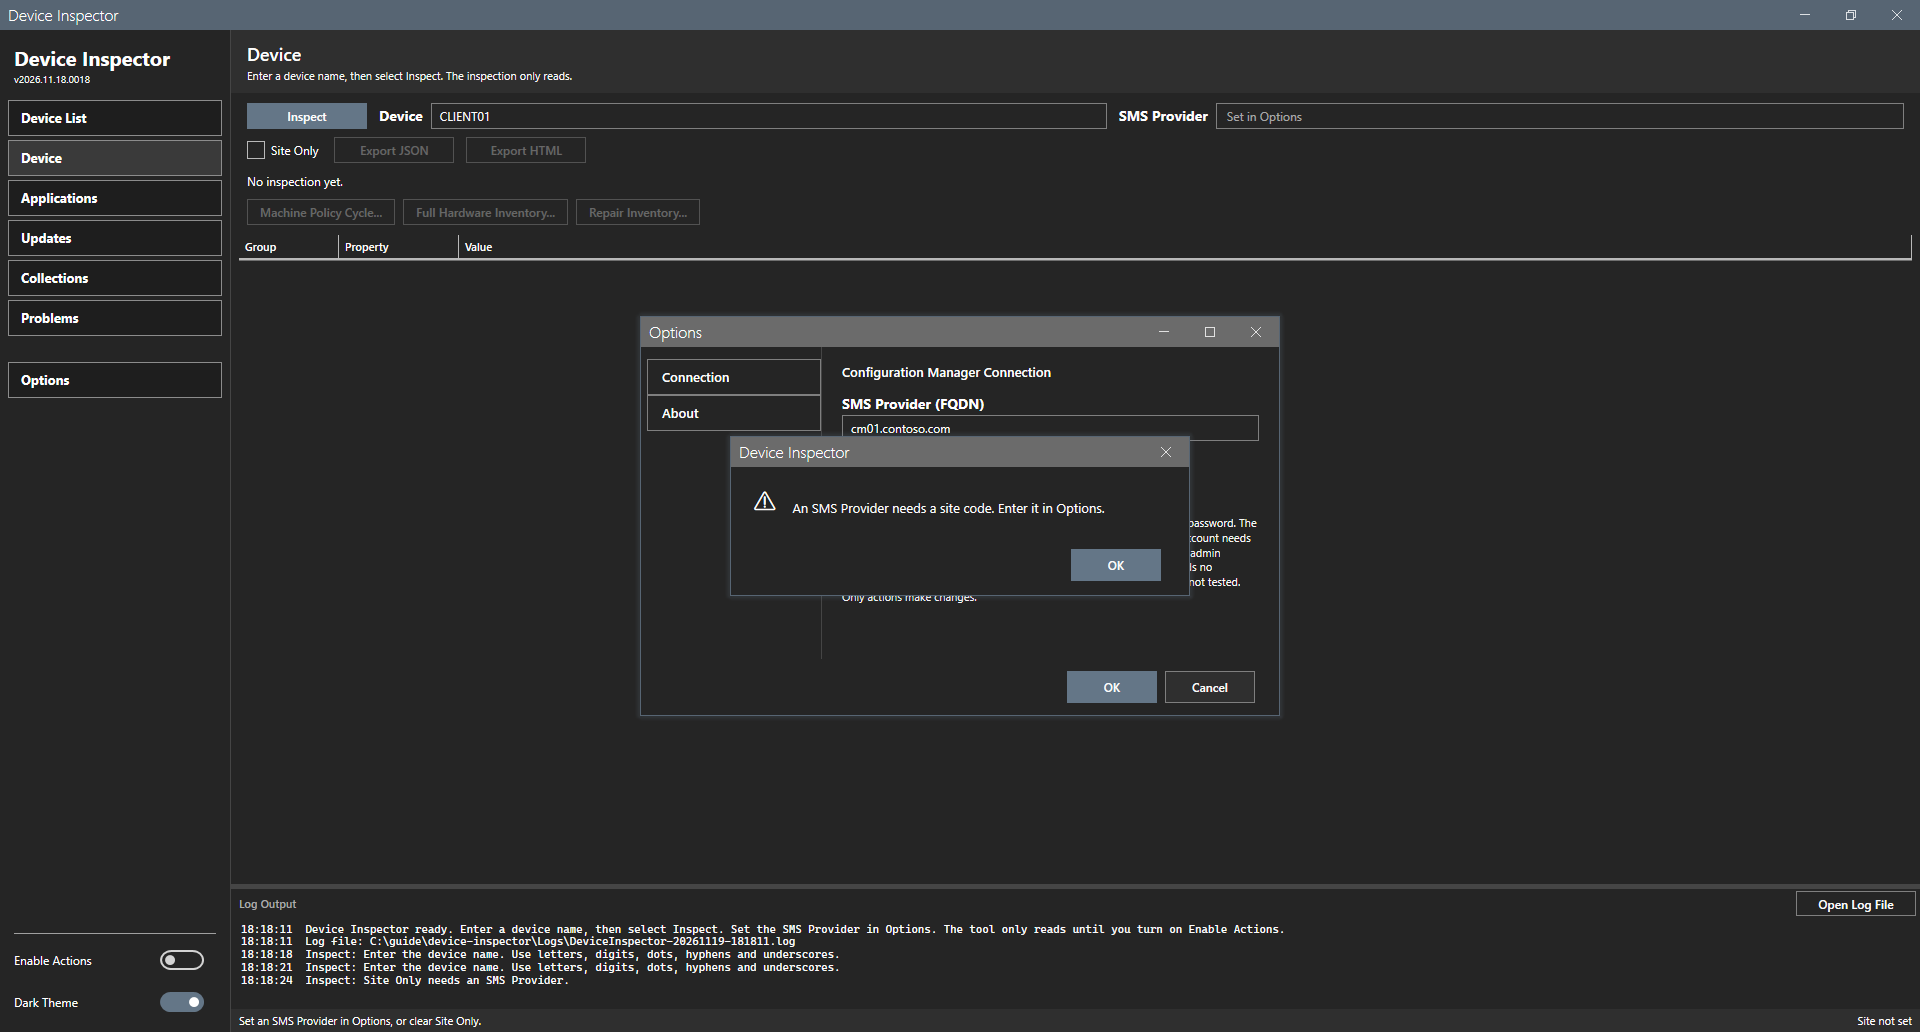 Device Inspector
Device Inspector
v2026.11.18.0018
Device List
Device
Applications
Updates
Collections
Problems
Options
Enable Actions
Dark Theme
Device
Enter a device name, then select Inspect. The inspection only reads.
Inspect
Device
CLIENT01
SMS Provider
Set in Options
Site Only
Export JSON
Export HTML
No inspection yet.
Machine Policy Cycle...
Full Hardware Inventory...
Repair Inventory...
Group
Property
Value
Options
Connection
About
Configuration Manager Connection
SMS Provider (FQDN)
cm01.contoso.com
Device Inspector
An SMS Provider needs a site code. Enter it in Options.
OK
password. The
count needs
admin
ls no
not tested.
Only actions make changes.
OK
Cancel
Log Output
Open Log File
18:18:11 Device Inspector ready. Enter a device name, then select Inspect. Set the SMS Provider in Options. The tool only reads until you turn on Enable Actions.
18:18:11 Log file: C:\guide\device-inspector\Logs\DeviceInspector-20261119-181811.log
18:18:18 Inspect: Enter the device name. Use letters, digits, dots, hyphens and underscores.
18:18:21 Inspect: Enter the device name. Use letters, digits, dots, hyphens and underscores.
18:18:24 Inspect: Site Only needs an SMS Provider.
Set an SMS Provider in Options, or clear Site Only.
Site not set